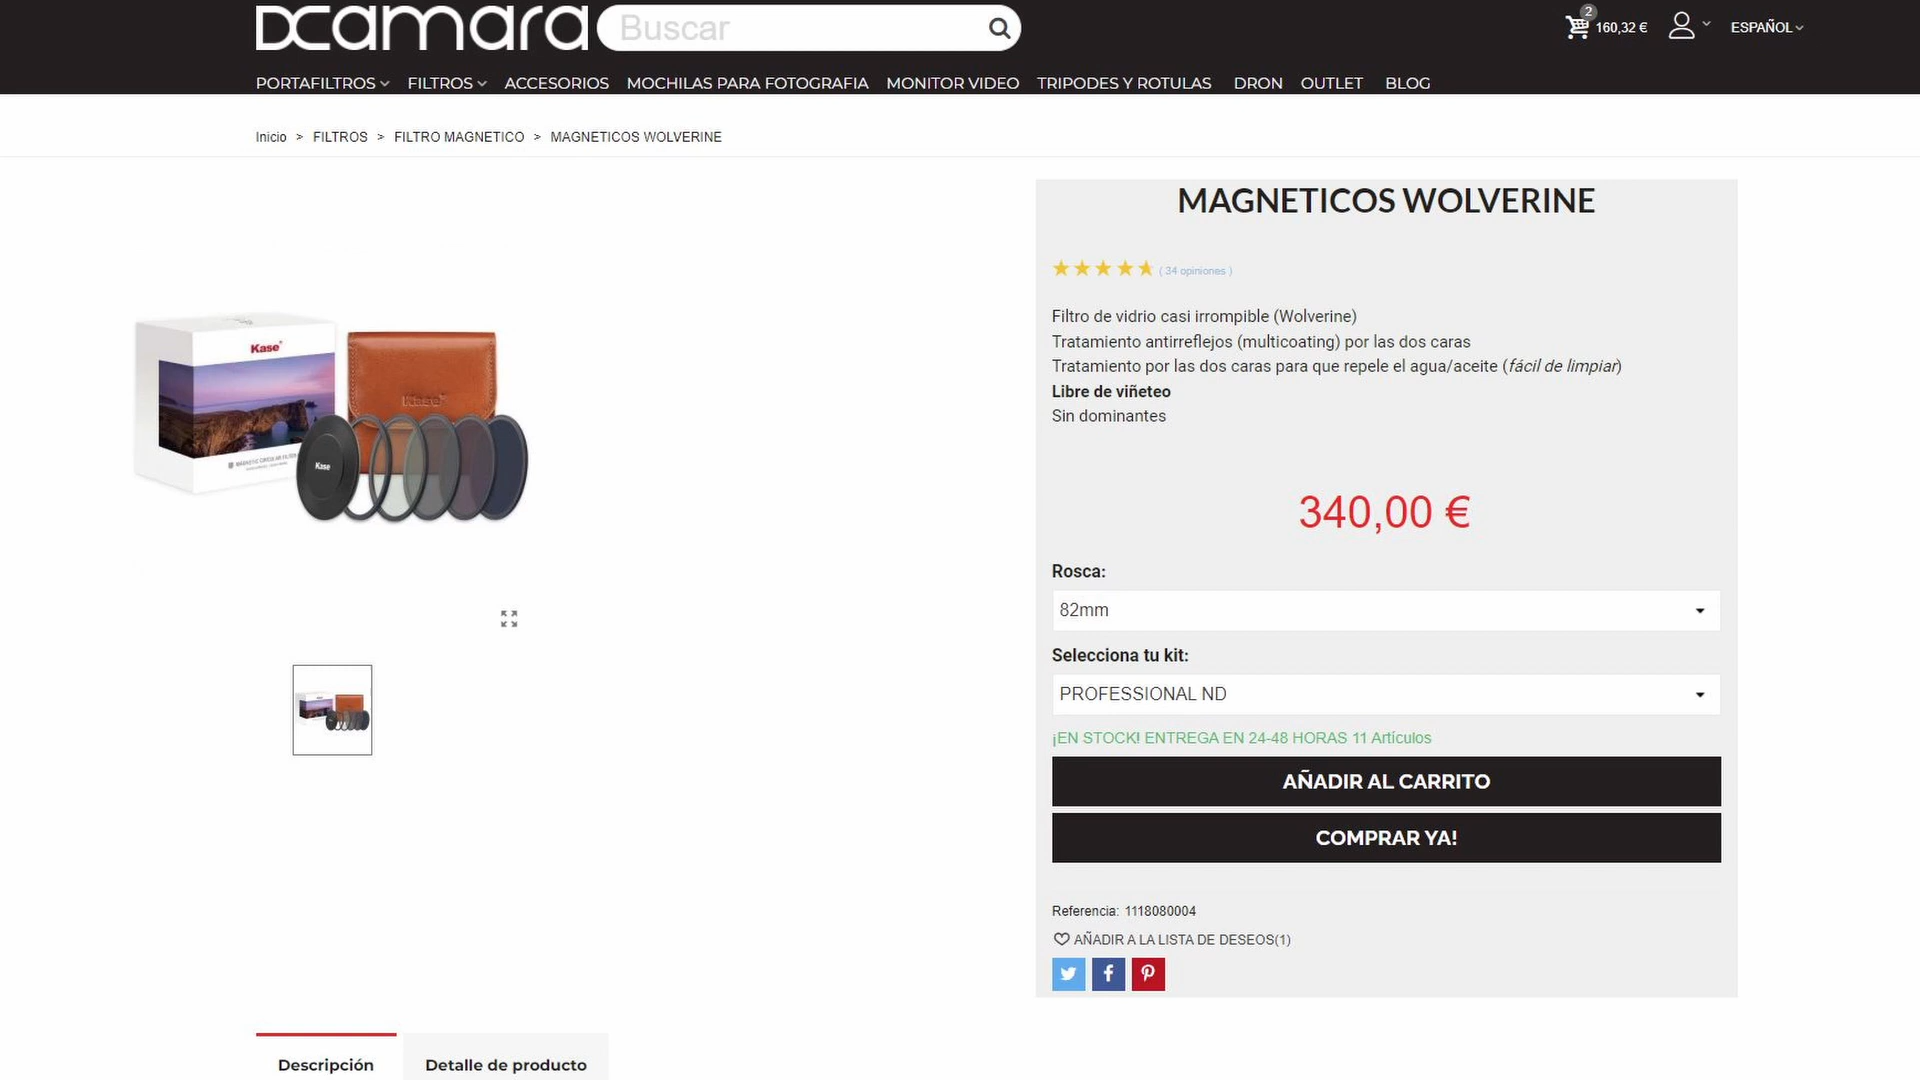 DCámara
Buscar
2
160,32 €
ESPAÑOL
PORTAFILTROS FILTROS ACCESORIOS MOCHILAS PARA FOTOGRAFIA MONITOR VIDEO TRIPODES Y ROTULAS DRON OUTLET BLOG
Inicio > FILTROS > FILTRO MAGNETICO > MAGNETICOS WOLVERINE
MAGNETICOS WOLVERINE
( 34 opiniones )
Filtro de vidrio casi irrompible (Wolverine)
Tratamiento antirreflejos (multicoating) por las dos caras
Tratamiento por las dos caras para que repele el agua/aceite (fácil de limpiar)
Libre de viñeteo
Sin dominantes
Kase
Kase
MAGNETIC CIRCULAR FILTER
Kase
340,00 €
Rosca:
82mm
Selecciona tu kit:
PROFESSIONAL ND
¡EN STOCK! ENTREGA EN 24-48 HORAS 11 Artículos
AÑADIR AL CARRITO
COMPRAR YA!
Referencia: 1118080004
AÑADIR A LA LISTA DE DESEOS(1)
Descripción
Detalle de producto